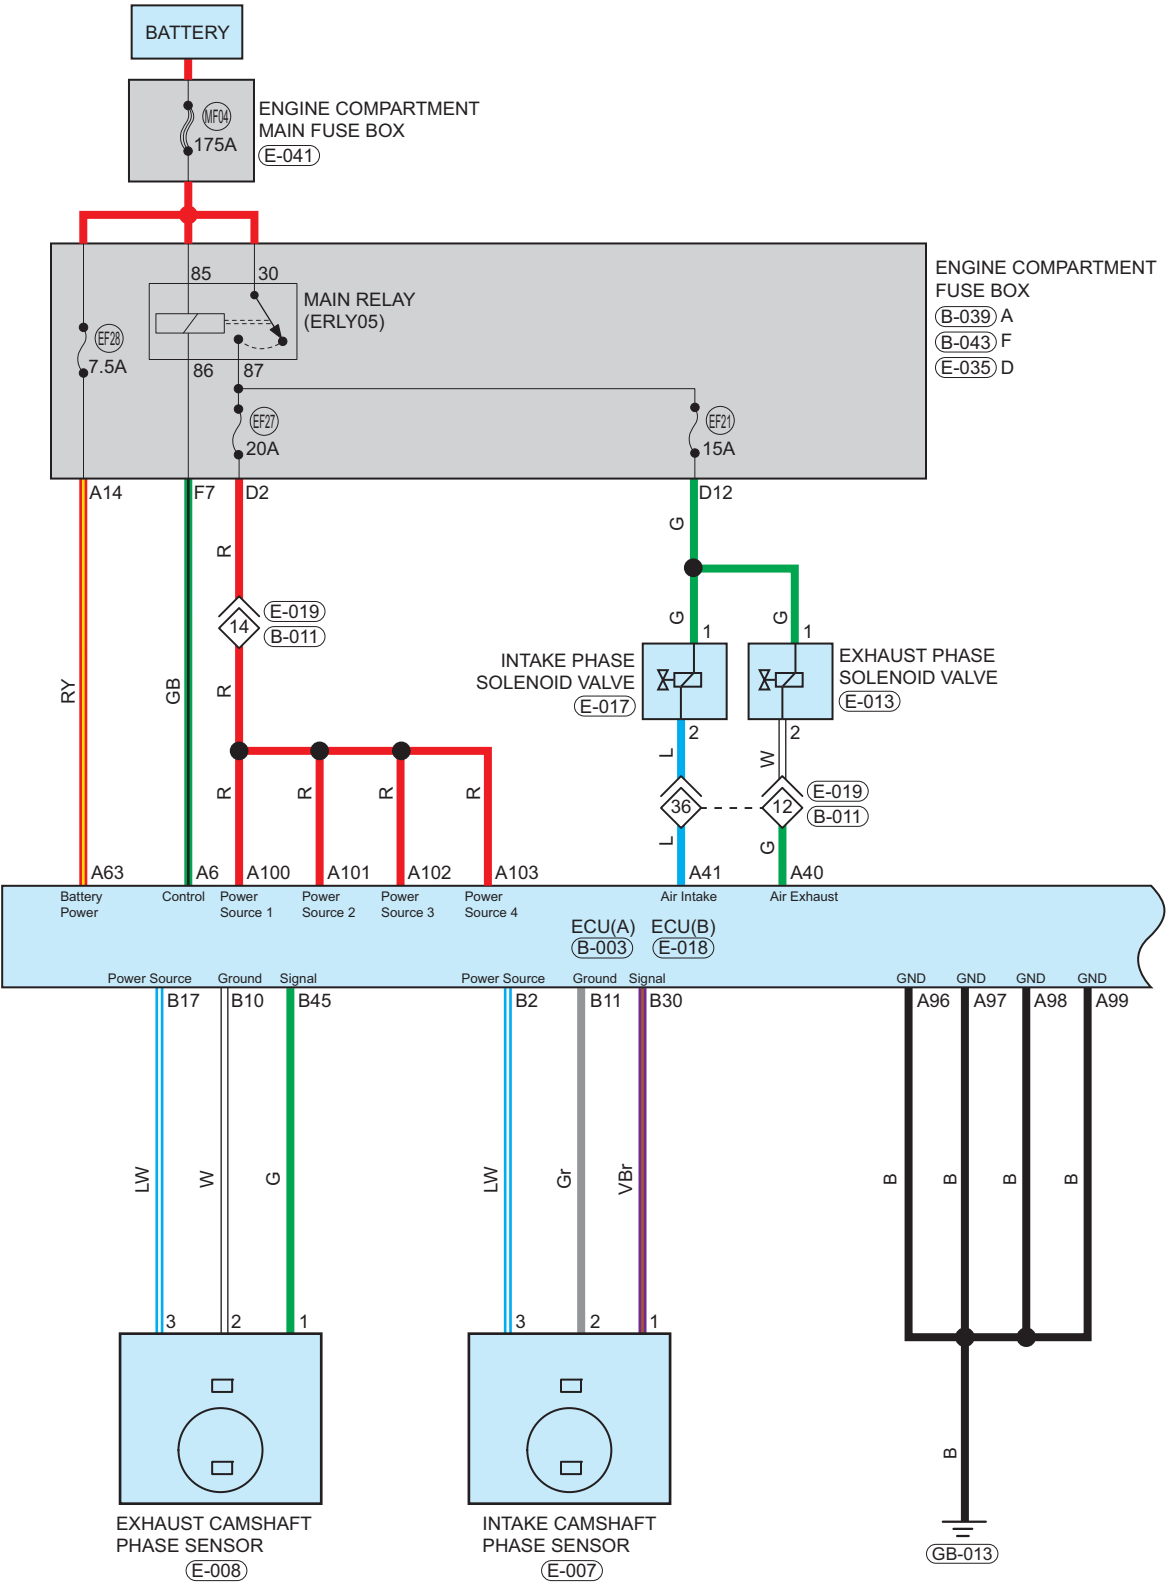 BATTERY
MF04
175A
ENGINE COMPARTMENT
MAIN FUSE BOX
E-041
85
30
MAIN RELAY
(ERLY05)
86
87
EF28
7.5A
EF27
20A
EF21
15A
ENGINE COMPARTMENT
FUSE BOX
B-039 A
B-043 F
E-035 D
A14
F7
D2
D12
R
G
14
E-019
B-011
G
G
1
1
RY
GB
R
INTAKE PHASE
SOLENOID VALVE
E-017
EXHAUST PHASE
SOLENOID VALVE
E-013
2
2
L
W
R
R
R
R
36
12
E-019
B-011
L
G
A63
A6
A100
A101
A102
A103
A41
A40
Battery
Power
Control
Power
Source 1
Power
Source 2
Power
Source 3
Power
Source 4
Air Intake
Air Exhaust
ECU(A)
B-003
ECU(B)
E-018
Power Source
Ground
Signal
Power Source
Ground
Signal
GND
GND
GND
GND
B17
B10
B45
B2
B11
B30
A96
A97
A98
A99
LW
W
G
LW
Gr
VBr
B
B
B
B
3
2
1
3
2
1
B
EXHAUST CAMSHAFT
PHASE SENSOR
E-008
INTAKE CAMSHAFT
PHASE SENSOR
E-007
GB-013